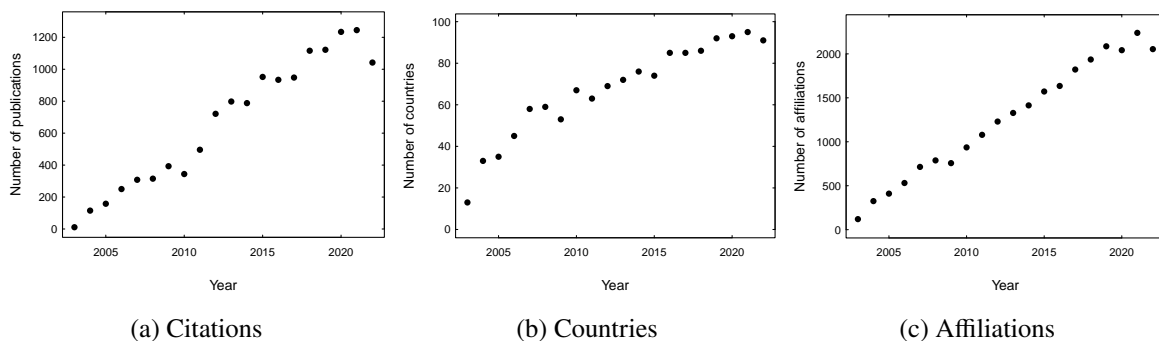 Number of publications
1200
1000
800
600
400
200
0
2005 2010 2015 2020
Year
(a) Citations
Number of countries
100
80
60
40
20
0
2005 2010 2015 2020
Year
(b) Countries
Number of affiliations
2000
1500
1000
500
0
2005 2010 2015 2020
Year
(c) Affiliations